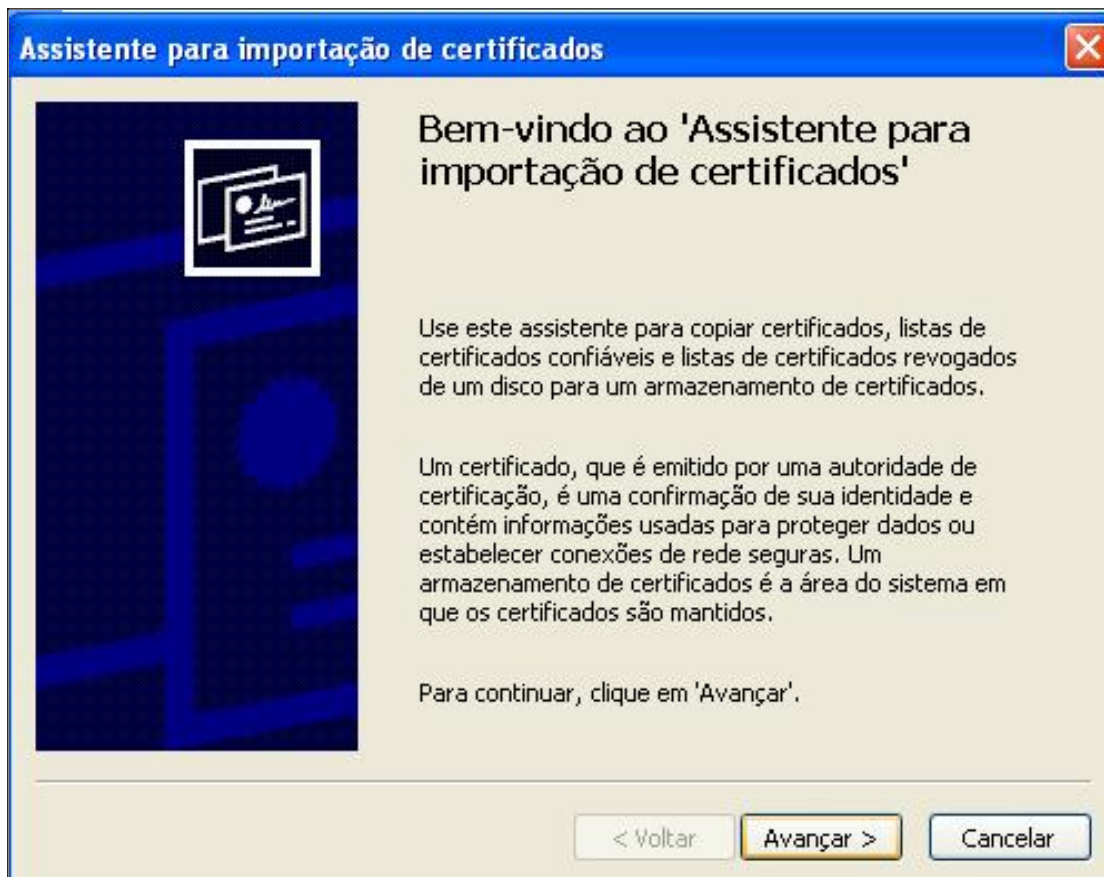 Assistente para importação de certificados
Bem-vindo ao 'Assistente para
importação de certificados'
Use este assistente para copiar certificados, listas de
certificados confiáveis e listas de certificados revogados
de um disco para um armazenamento de certificados.
Um certificado, que é emitido por uma autoridade de
certificação, é uma confirmação de sua identidade e
contém informações usadas para proteger dados ou
estabelecer conexões de rede seguras. Um
armazenamento de certificados é a área do sistema em
que os certificados são mantidos.
Para continuar, clique em 'Avançar'.
< Voltar
Avançar >
Cancelar